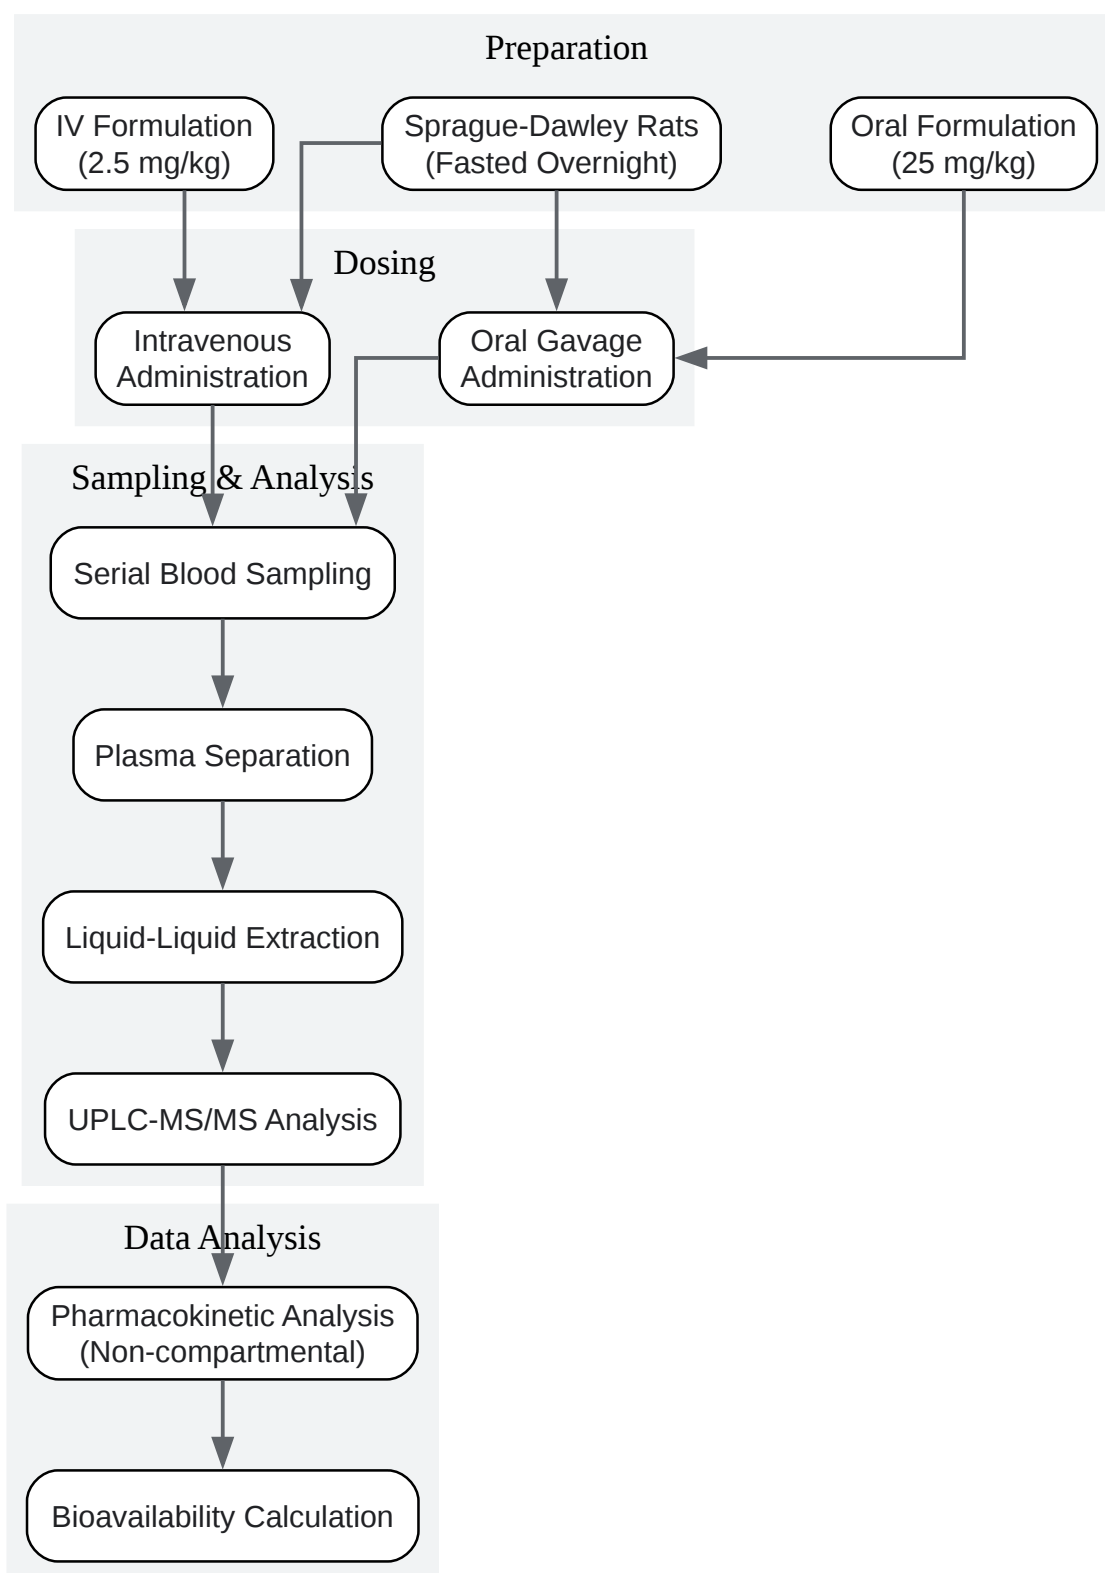 Preparation
IV Formulation
(2.5 mg/kg)
Sprague-Dawley Rats
(Fasted Overnight)
Oral Formulation
(25 mg/kg)
Dosing
Intravenous
Administration
Oral Gavage
Administration
Sampling & Analysis
Serial Blood Sampling
Plasma Separation
Liquid-Liquid Extraction
UPLC-MS/MS Analysis
Data Analysis
Pharmacokinetic Analysis
(Non-compartmental)
Bioavailability Calculation